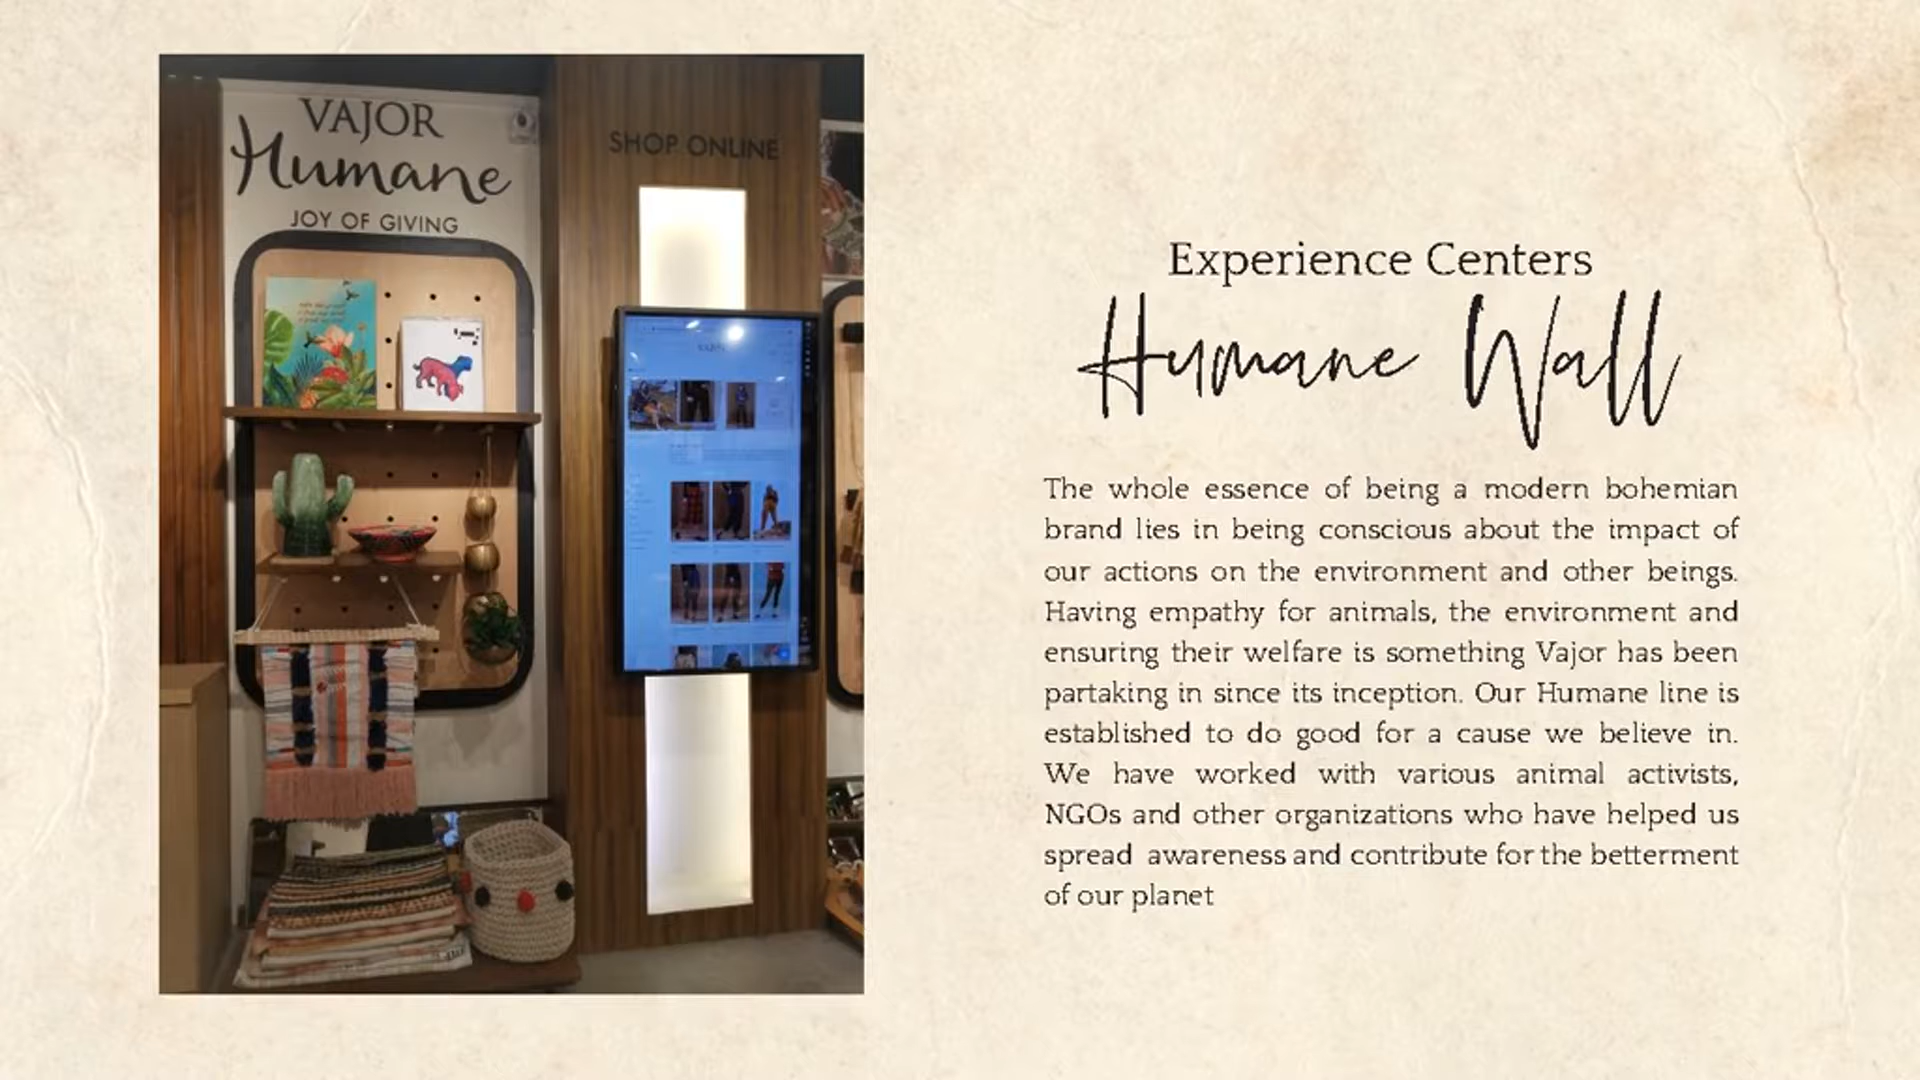 VAJOR
Humane
JOY OF GIVING
SHOP ONLINE
VAJOR
Experience Centers
Humane Wall
The whole essence of being a modern bohemian
brand lies in being conscious about the impact of
our actions on the environment and other beings.
Having empathy for animals, the environment and
ensuring their welfare is something Vajor has been
partaking in since its inception. Our Humane line is
established to do good for a cause we believe in.
We have worked with various animal activists,
NGOs and other organizations who have helped us
spread awareness and contribute for the betterment
of our planet